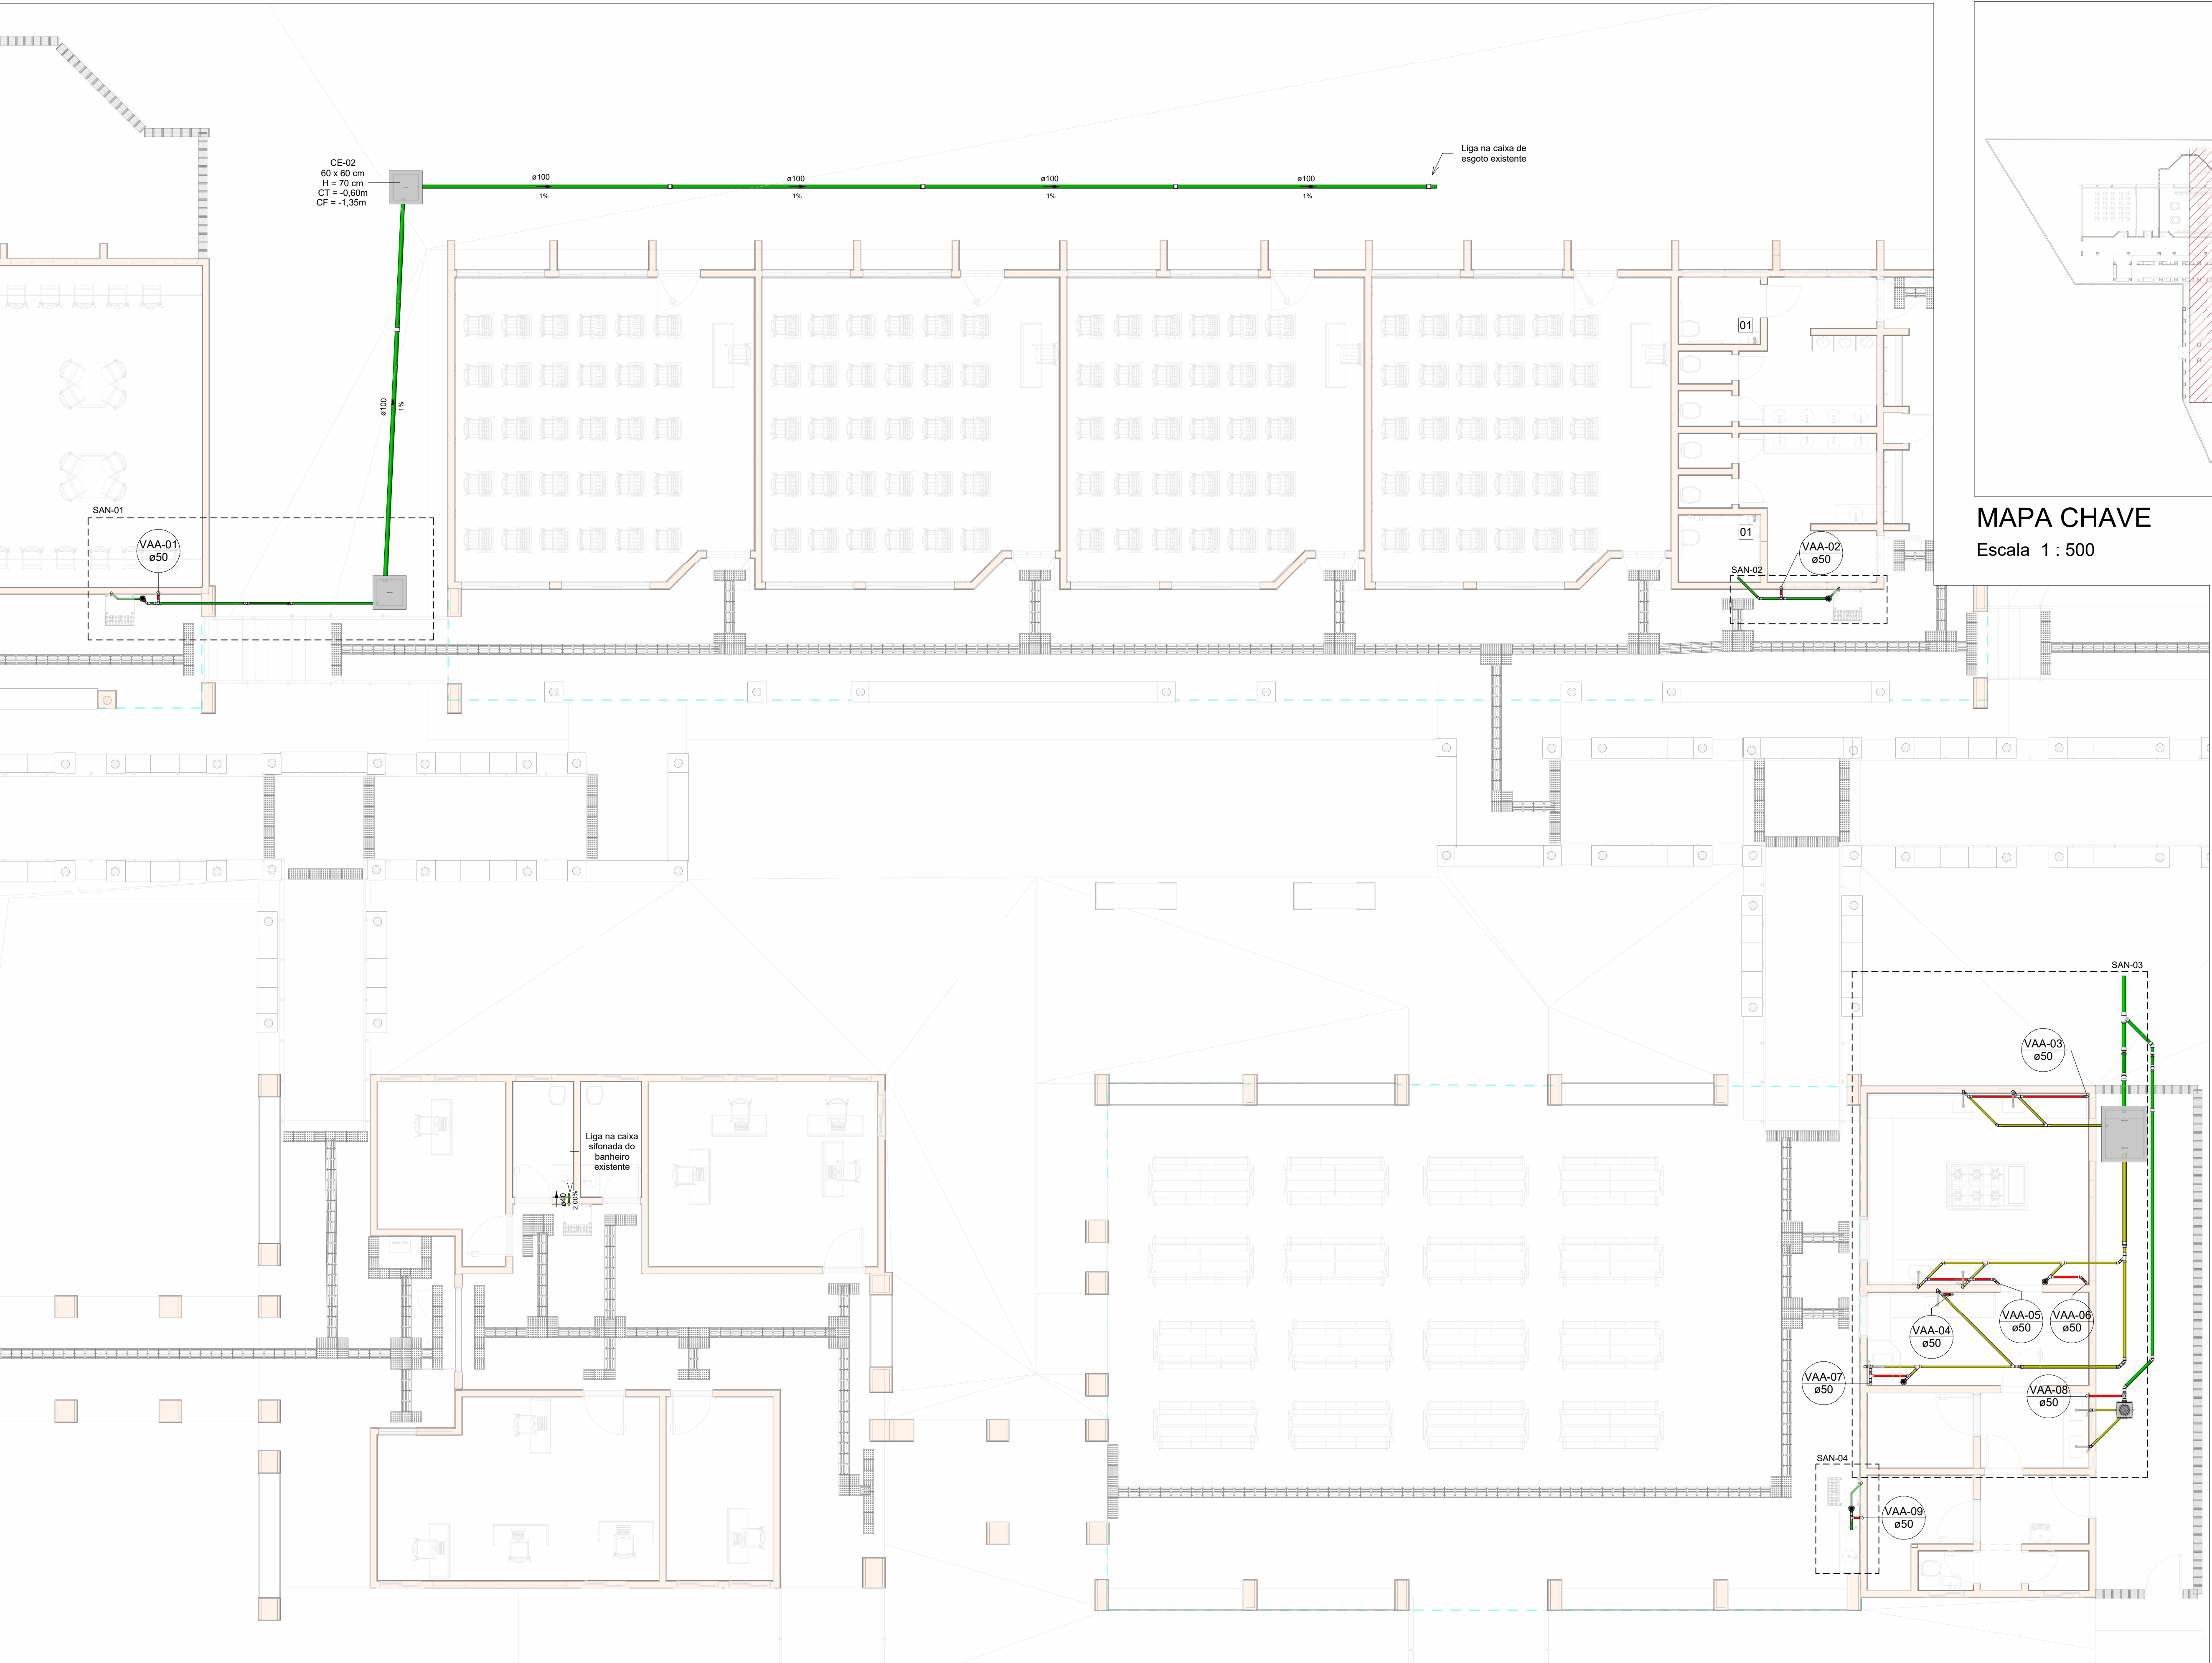 CE-02
60 x 60 cm
H = 70 cm
CT = -0,60m
CF = -1,35m
ø100
1%
ø100
1%
ø100
1%
ø100
1%
Liga na caixa de
esgoto existente
ø100
1%
01
01
MAPA CHAVE
Escala 1 : 500
SAN-01
VAA-01
ø50
VAA-02
ø50
SAN-02
SAN-03
VAA-03
ø50
Liga na caixa
sifonada do
banheiro
existente
ø40
2,00%
VAA-04
ø50
VAA-05
ø50
VAA-06
ø50
VAA-07
ø50
VAA-08
ø50
SAN-04
VAA-09
ø50